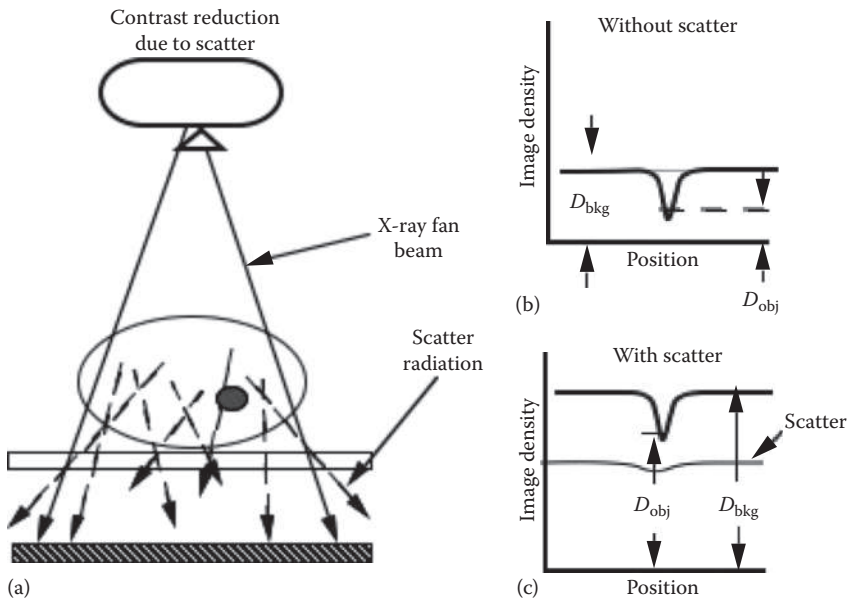 Contrast reduction
due to scatter
X-ray fan
beam
Scatter
radiation
(a)
Without scatter
Image density
D_bkg
Position
D_obj
(b)
With scatter
Scatter
Image density
D_obj
D_bkg
Position
(c)